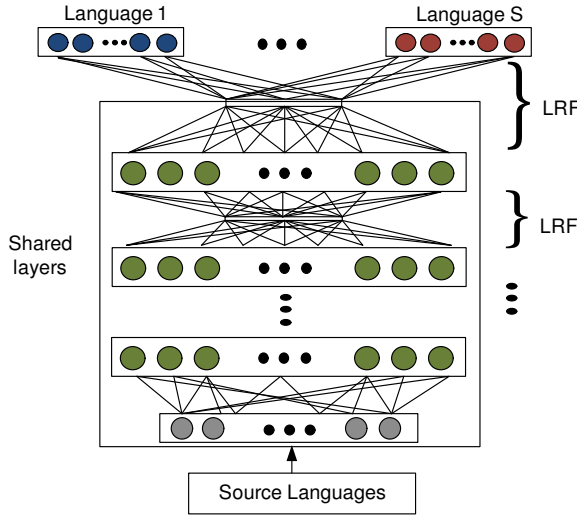 Language 1
Language S
LRF
LRF
Shared
layers
Source Languages